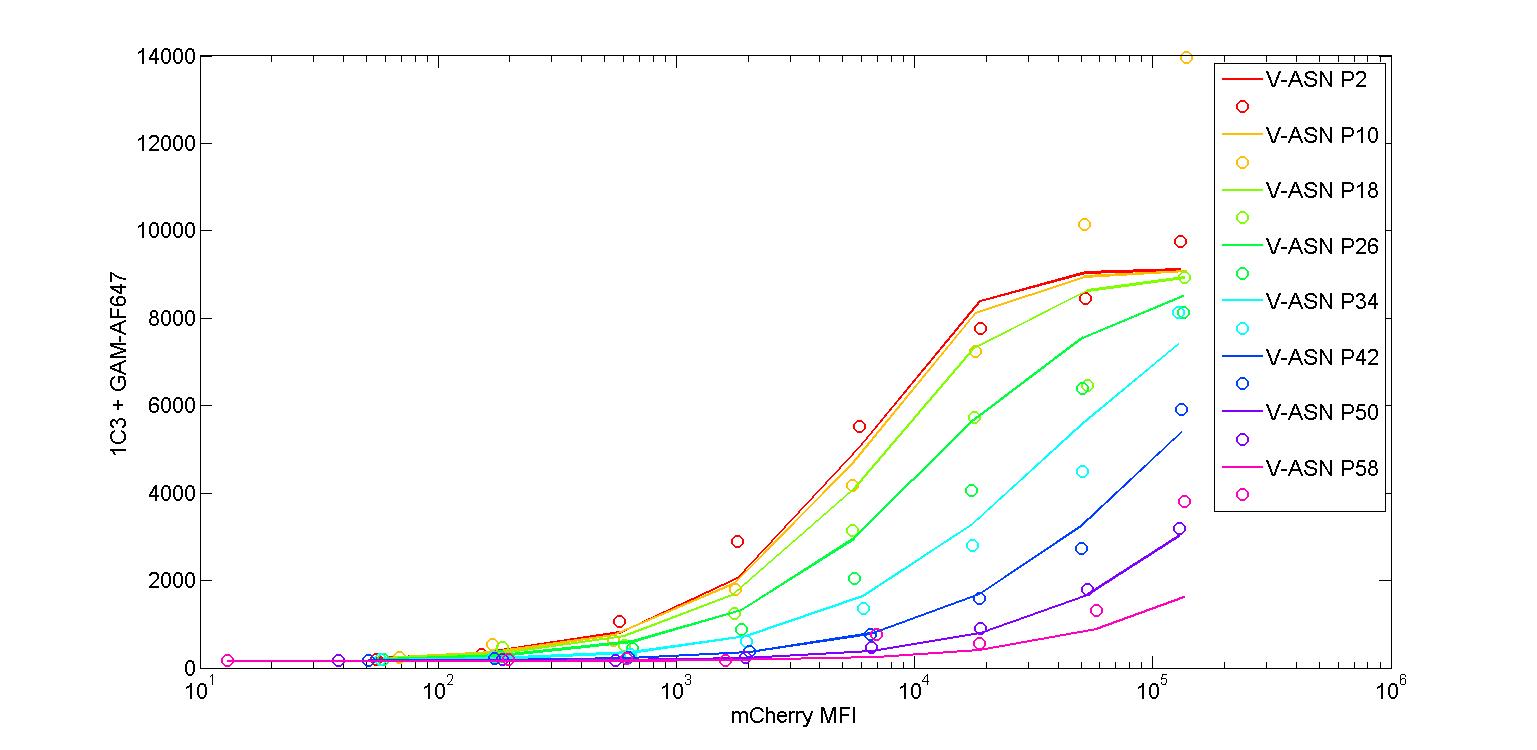 14000
12000
10000
8000
6000
4000
2000
0
1C3 + GAM-AF647
10^1
10^2
10^3
10^4
10^5
10^6
mCherry MFI
V-ASN P2
V-ASN P10
V-ASN P18
V-ASN P26
V-ASN P34
V-ASN P42
V-ASN P50
V-ASN P58